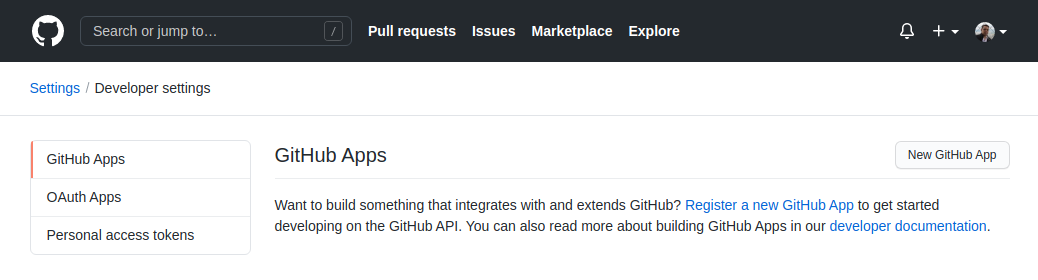 Search or jump to… /
Pull requests Issues Marketplace Explore
Settings / Developer settings
GitHub Apps
OAuth Apps
Personal access tokens
GitHub Apps
New GitHub App
Want to build something that integrates with and extends GitHub? Register a new GitHub App to get started
developing on the GitHub API. You can also read more about building GitHub Apps in our developer documentation.